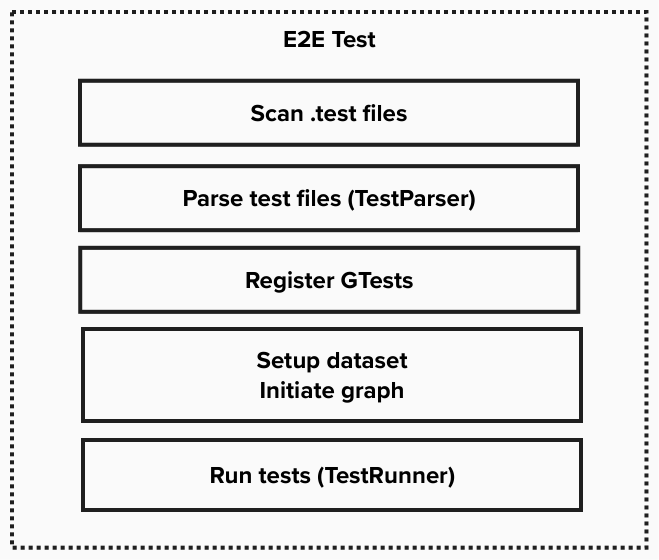 E2E Test
Scan .test files
Parse test files (TestParser)
Register GTests
Setup dataset
Initiate graph
Run tests (TestRunner)